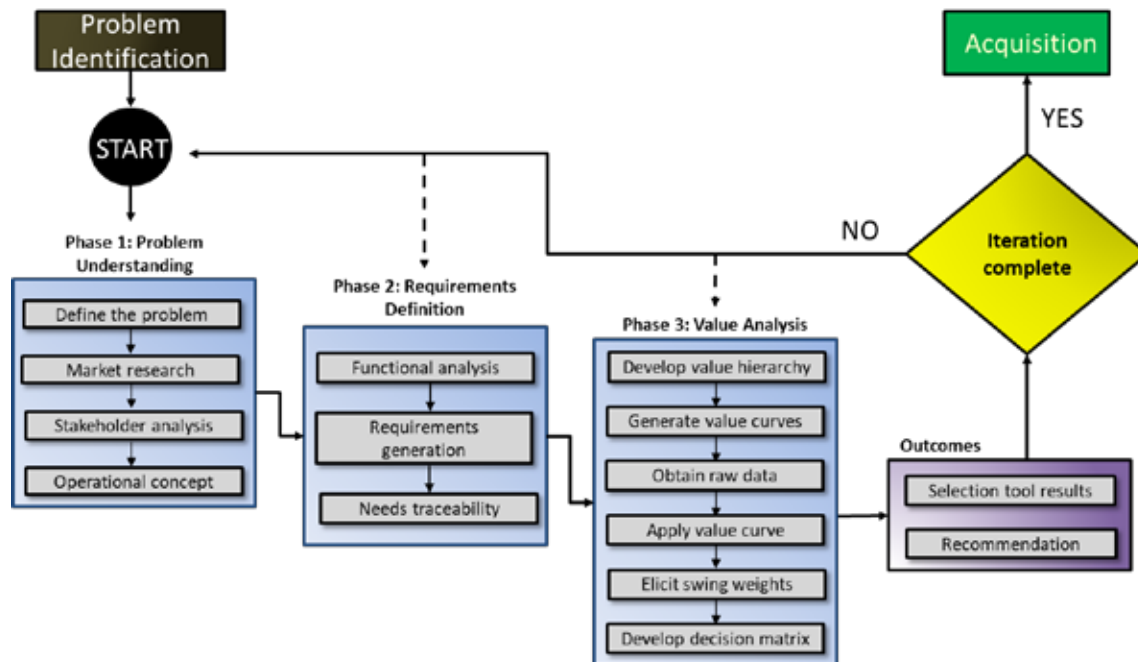 Problem
Identification
START
Phase 1: Problem
Understanding
Define the problem
Market research
Stakeholder analysis
Operational concept
Phase 2: Requirements
Definition
Functional analysis
Requirements
generation
Needs traceability
Phase 3: Value Analysis
Develop value hierarchy
Generate value curves
Obtain raw data
Apply value curve
Elicit swing weights
Develop decision matrix
Outcomes
Selection tool results
Recommendation
Iteration
complete
NO
YES
Acquisition